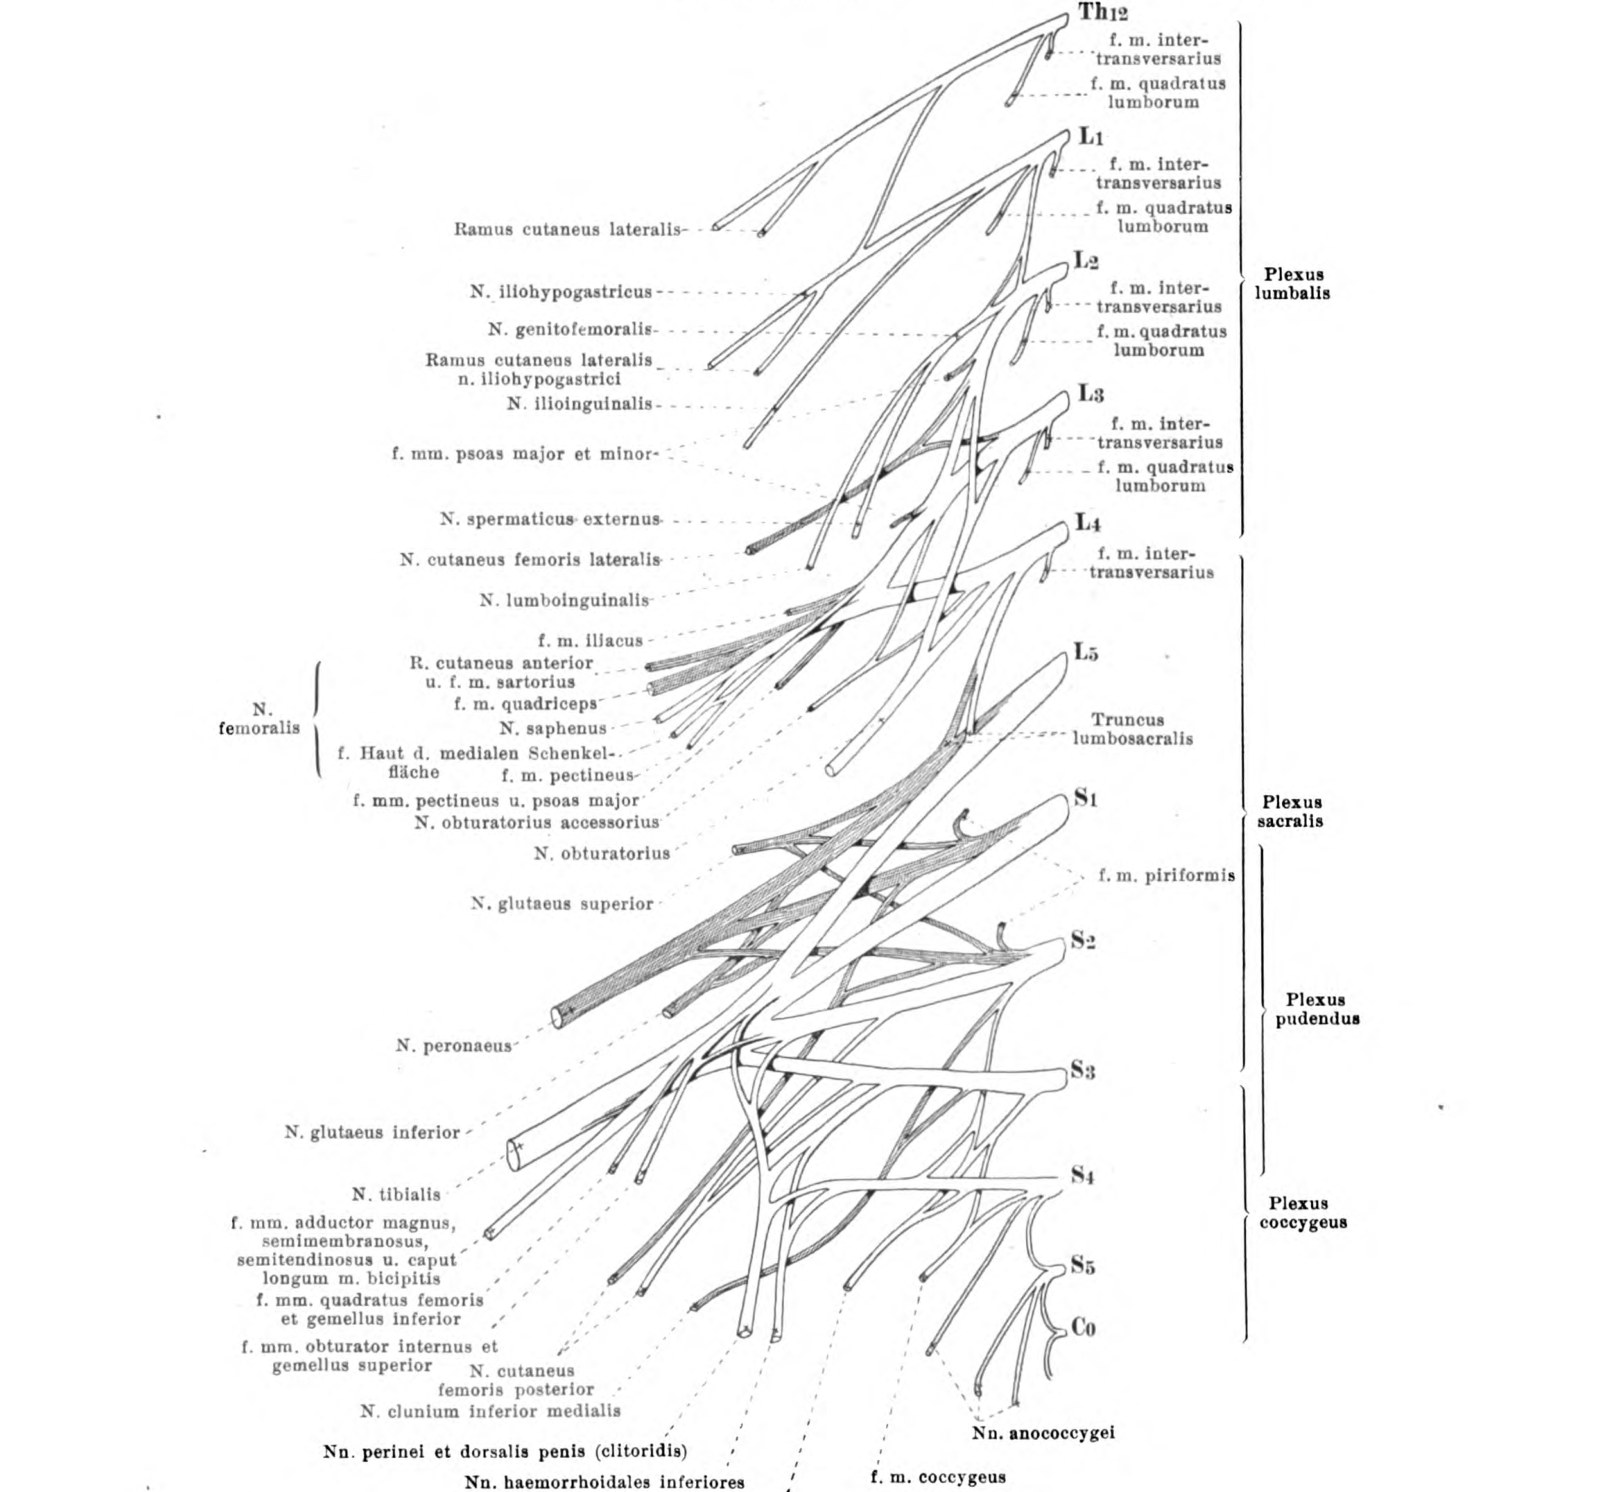 Th12
f. m. inter-
transversarius
f. m. quadratus
lumborum
L1
f. m. inter-
transversarius
f. m. quadratus
lumborum
Ramus cutaneus lateralis
L2
Plexus
lumbalis
N. iliohypogastricus
f. m. inter-
transversarius
N. genitofemoralis
f. m. quadratus
lumborum
Ramus cutaneus lateralis
n. iliohypogastrici
N. ilioinguinalis
L3
f. m. inter-
transversarius
f. mm. psoas major et minor
f. m. quadratus
lumborum
N. spermaticus externus
L4
N. cutaneus femoris lateralis
f. m. inter-
transversarius
N. lumboinguinalis
f. m. iliacus
L5
R. cutaneus anterior
u. f. m. sartorius
f. m. quadriceps
N.
femoralis
N. saphenus
Truncus
lumbosacralis
f. Haut d. medialen Schenkel-
fläche
f. m. pectineus
f. mm. pectineus u. psoas major
S1
Plexus
sacralis
N. obturatorius accessorius
N. obturatorius
f. m. piriformis
N. glutaeus superior
S2
Plexus
pudendus
N. peronaeus
S3
N. glutaeus inferior
S4
N. tibialis
Plexus
coccygeus
f. mm. adductor magnus,
semimembranosus,
semitendinosus u. caput
longum m. bicipitis
S5
f. mm. quadratus femoris
et gemellus inferior
Co
f. mm. obturator internus et
gemellus superior
N. cutaneus
femoris posterior
N. clunium inferior medialis
Nn. anococcygei
Nn. perinei et dorsalis penis (clitoridis)
Nn. haemorrhoidales inferiores
f. m. coccygeus